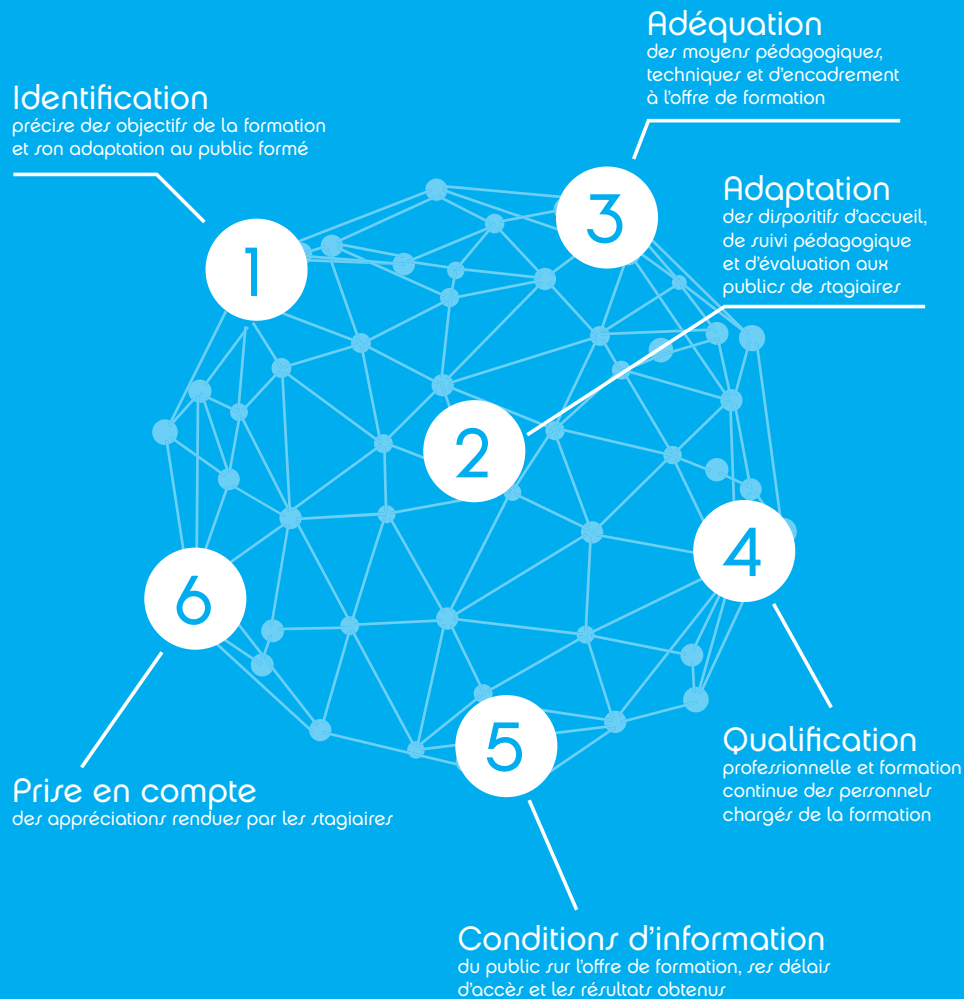 Identification
précise des objectifs de la formation
et son adaptation au public formé
1
Adéquation
des moyens pédagogiques,
techniques et d'encadrement
à l'offre de formation
3
Adaptation
des dispositifs d'accueil,
de suivi pédagogique
et d'évaluation aux
publics de stagiaires
2
4
Qualification
professionnelle et formation
continue des personnels
chargés de la formation
6
Prise en compte
des appréciations rendues par les stagiaires
5
Conditions d'information
du public sur l'offre de formation, ses délais
d'accès et les résultats obtenus